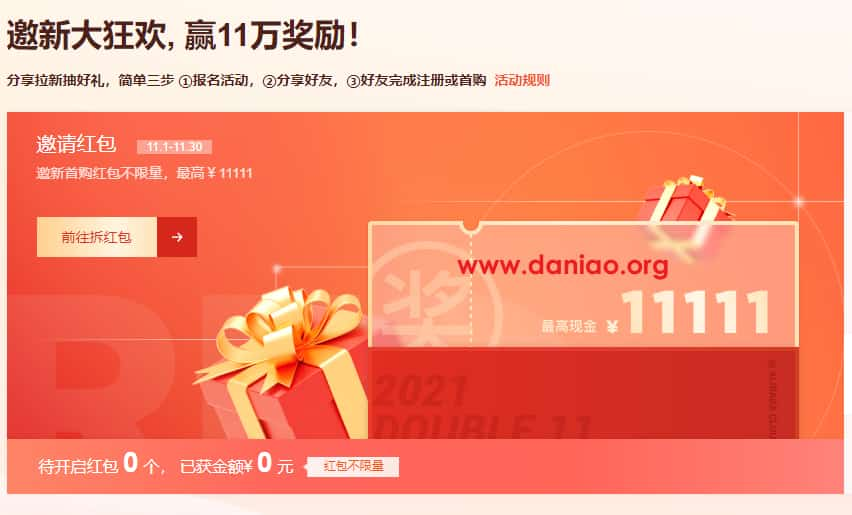 邀新大狂欢, 赢11万奖励!
分享拉新抽好礼，简单三步 ①报名活动，②分享好友，③好友完成注册或首购 活动规则
邀请红包 11.1-11.30
邀新首购红包不限量，最高￥11111
前往拆红包 →
www.daniao.org
奖
最高现金 ￥11111
2021
DOUBLE 11
待开启红包 0 个， 已获金额¥ 0 元 红包不限量